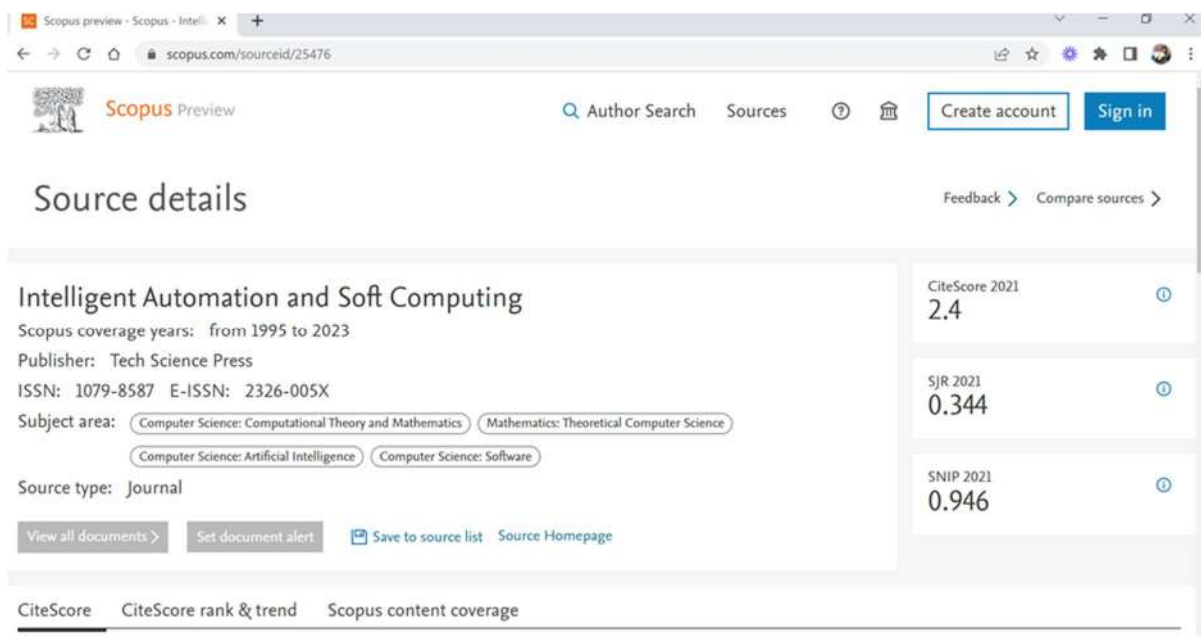 Scopus preview - Scopus - Intelli
scopus.com/sourceid/25476
Scopus Preview
Author Search Sources Create account Sign in
Source details
Feedback Compare sources
Intelligent Automation and Soft Computing
Scopus coverage years: from 1995 to 2023
Publisher: Tech Science Press
ISSN: 1079-8587 E-ISSN: 2326-005X
Subject area: Computer Science: Computational Theory and Mathematics Mathematics: Theoretical Computer Science
Computer Science: Artificial Intelligence Computer Science: Software
Source type: Journal
View all documents > Set document alert Save to source list Source Homepage
CiteScore 2021
2.4
SJR 2021
0.344
SNIP 2021
0.946
CiteScore CiteScore rank & trend Scopus content coverage